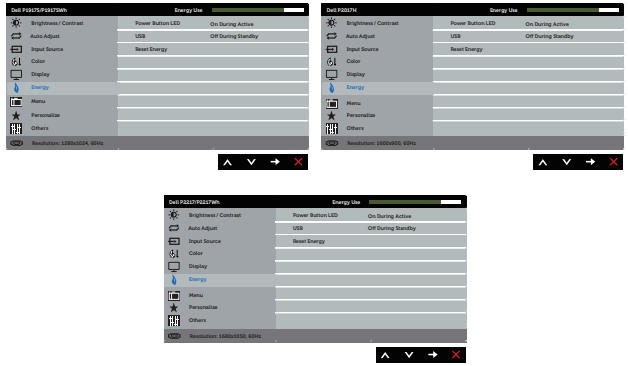 Dell P1917S/P1917SWh Energy Use
Brightness / Contrast Power Button LED On During Active
Auto Adjust USB Off During Standby
Input Source Reset Energy
Color
Display
Energy
Menu
Personalize
Others
Resolution: 1280x1024, 60Hz
Dell P2017H Energy Use
Brightness / Contrast Power Button LED On During Active
Auto Adjust USB Off During Standby
Input Source Reset Energy
Color
Display
Energy
Menu
Personalize
Others
Resolution: 1600x900, 60Hz
Dell P2217/P2217Wh Energy Use
Brightness / Contrast Power Button LED On During Active
Auto Adjust USB Off During Standby
Input Source Reset Energy
Color
Display
Energy
Menu
Personalize
Others
Resolution: 1680x1050, 60Hz